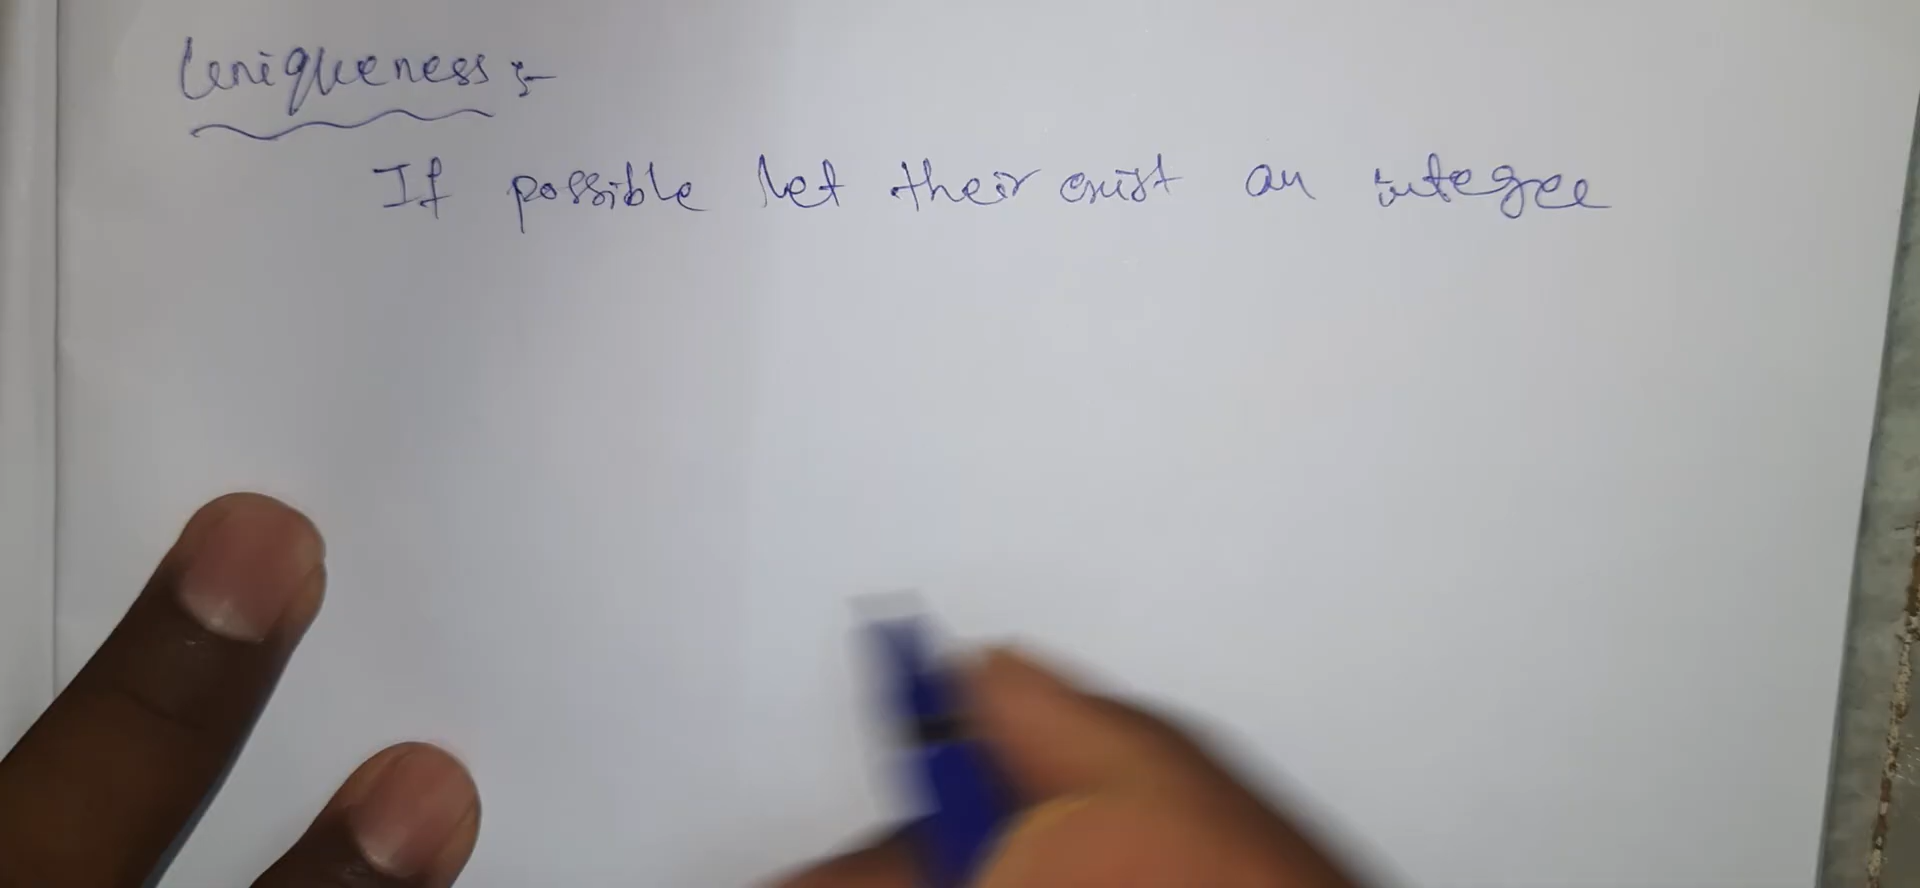 Uniqueness :-
If possible let their exist an integer